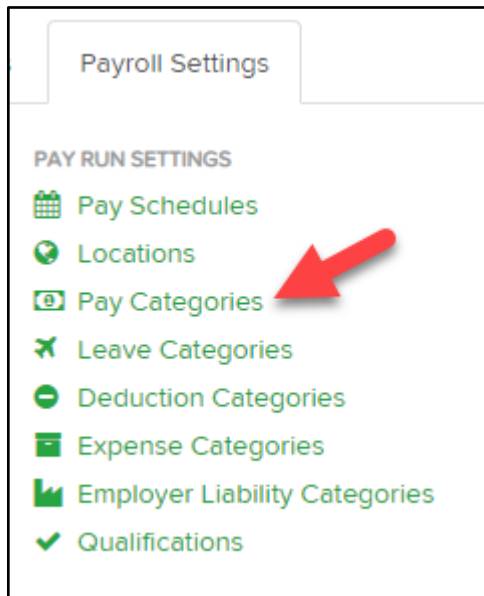 Payroll Settings
PAY RUN SETTINGS
Pay Schedules
Locations
Pay Categories
Leave Categories
Deduction Categories
Expense Categories
Employer Liability Categories
Qualifications